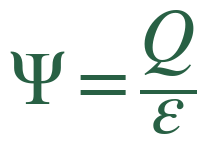 Ψ = Q/ε